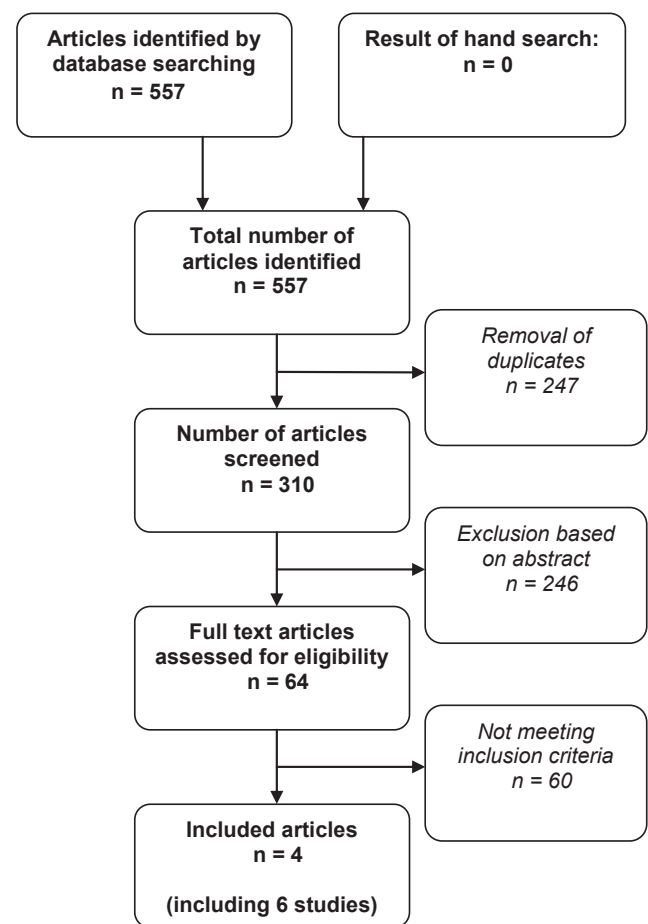 Articles identified by
database searching
n = 557
Result of hand search:
n = 0
Total number of
articles identified
n = 557
Removal of
duplicates
n = 247
Number of articles
screened
n = 310
Exclusion based
on abstract
n = 246
Full text articles
assessed for eligibility
n = 64
Not meeting
inclusion criteria
n = 60
Included articles
n = 4
(including 6 studies)